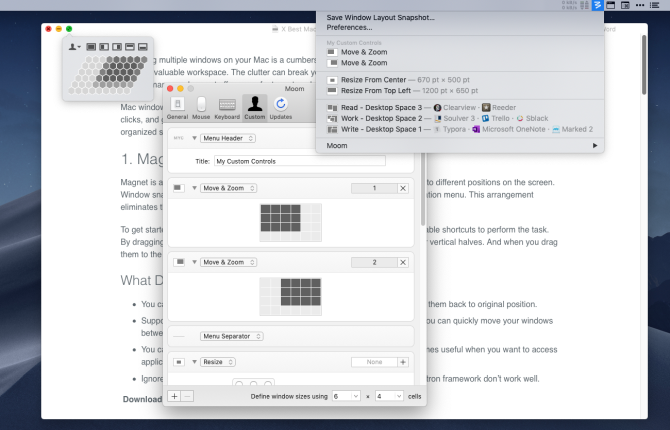 0 KB/s
0 KB/s
Save Window Layout Snapshot...
Preferences...
My Custom Controls
Move & Zoom
Move & Zoom
Resize From Center — 670 pt × 500 pt
Resize From Top Left — 1200 pt × 650 pt
Read - Desktop Space 3 — Clearview · Reeder
Work - Desktop Space 2 — Soulver 3 · Trello · Sblack
Write - Desktop Space 1 — Typora · Microsoft OneNote · Marked 2
Moom
X Best Mac
Word
g multiple windows on your Mac is a cumbers
valuable workspace. The clutter can break yo
Mac window
clicks, and g
organized s
1. Mag
Magnet is a
Window sna
eliminates t
to different positions on the screen.
ation menu. This arrangement
To get starte
By dragging
them to the
able shortcuts to perform the task.
vertical halves. And when you drag
What D
• You ca
them back to original position.
• Suppo
betwe
ou can quickly move your windows
• You ca
applic
nes useful when you want to access
• Ignore
tron framework don't work well.
Download
Moom
General Mouse Keyboard Custom Updates
Menu Header
Title: My Custom Controls
Move & Zoom 1
Move & Zoom 2
Menu Separator
Resize None
Define window sizes using 6 × 4 cells